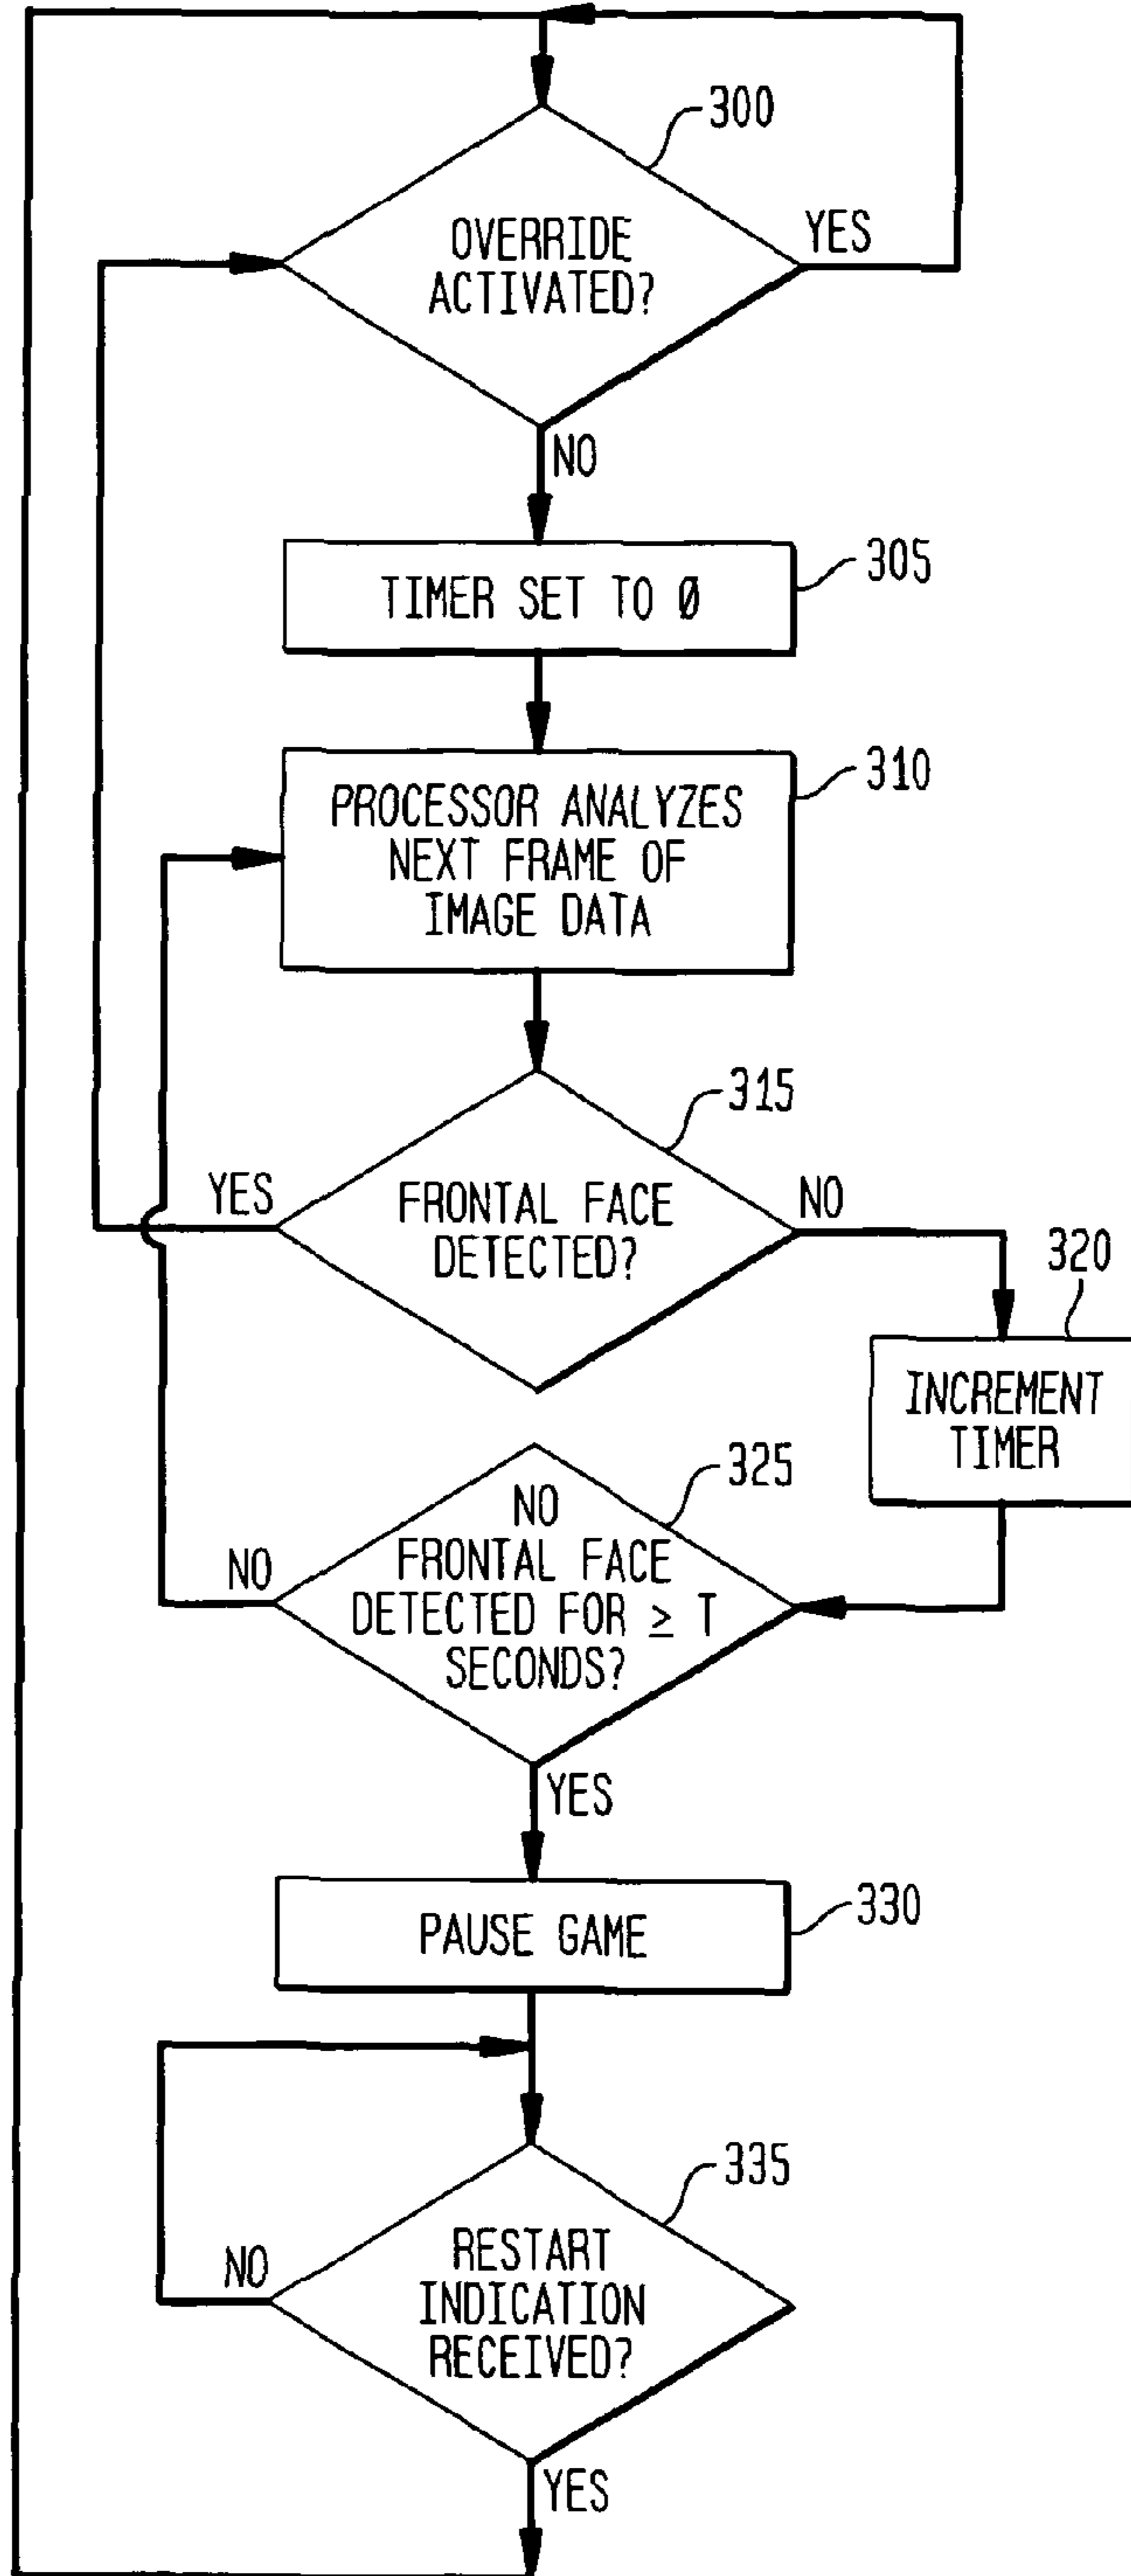 300
OVERRIDE
ACTIVATED?
YES
NO
305
TIMER SET TO Ø
310
PROCESSOR ANALYZES
NEXT FRAME OF
IMAGE DATA
315
YES
FRONTAL FACE
DETECTED?
NO
320
INCREMENT
TIMER
325
NO
NO
FRONTAL FACE
DETECTED FOR ≥ T
SECONDS?
YES
330
PAUSE GAME
335
NO
RESTART
INDICATION
RECEIVED?
YES